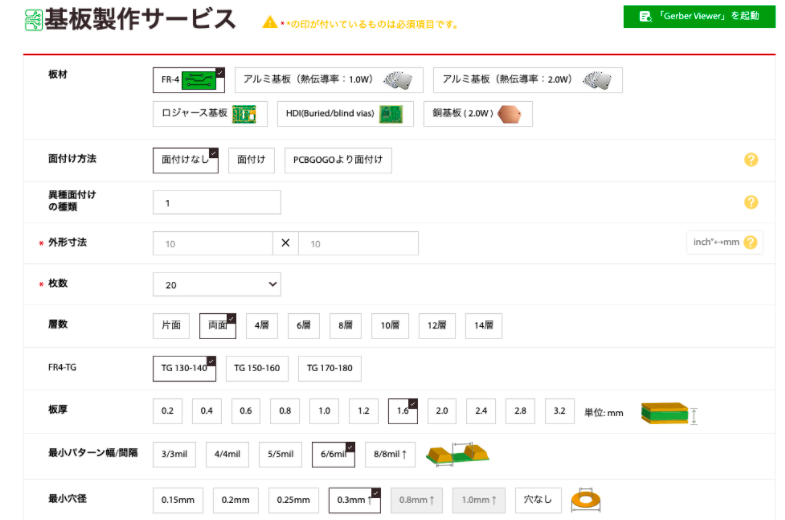 基板製作サービス
* *の印が付いているものは必須項目です。
「Gerber Viewer」を起動
板材
FR-4
アルミ基板（熱伝導率：1.0W）
アルミ基板（熱伝導率：2.0W）
ロジャース基板
HDI(Buried/blind vias)
銅基板 ( 2.0W )
面付け方法
面付けなし
面付け
PCBGOGOより面付け
?
異種面付け
の種類
1
?
* 外形寸法
10
×
10
inch"↔mm
?
* 枚数
20
層数
片面
両面
4層
6層
8層
10層
12層
14層
FR4-TG
TG 130-140
TG 150-160
TG 170-180
板厚
0.2
0.4
0.6
0.8
1.0
1.2
1.6
2.0
2.4
2.8
3.2
単位: mm
最小パターン幅/間隔
3/3mil
4/4mil
5/5mil
6/6mil
8/8mil ↑
最小穴径
0.15mm
0.2mm
0.25mm
0.3mm ↑
0.8mm ↑
1.0mm ↑
穴なし